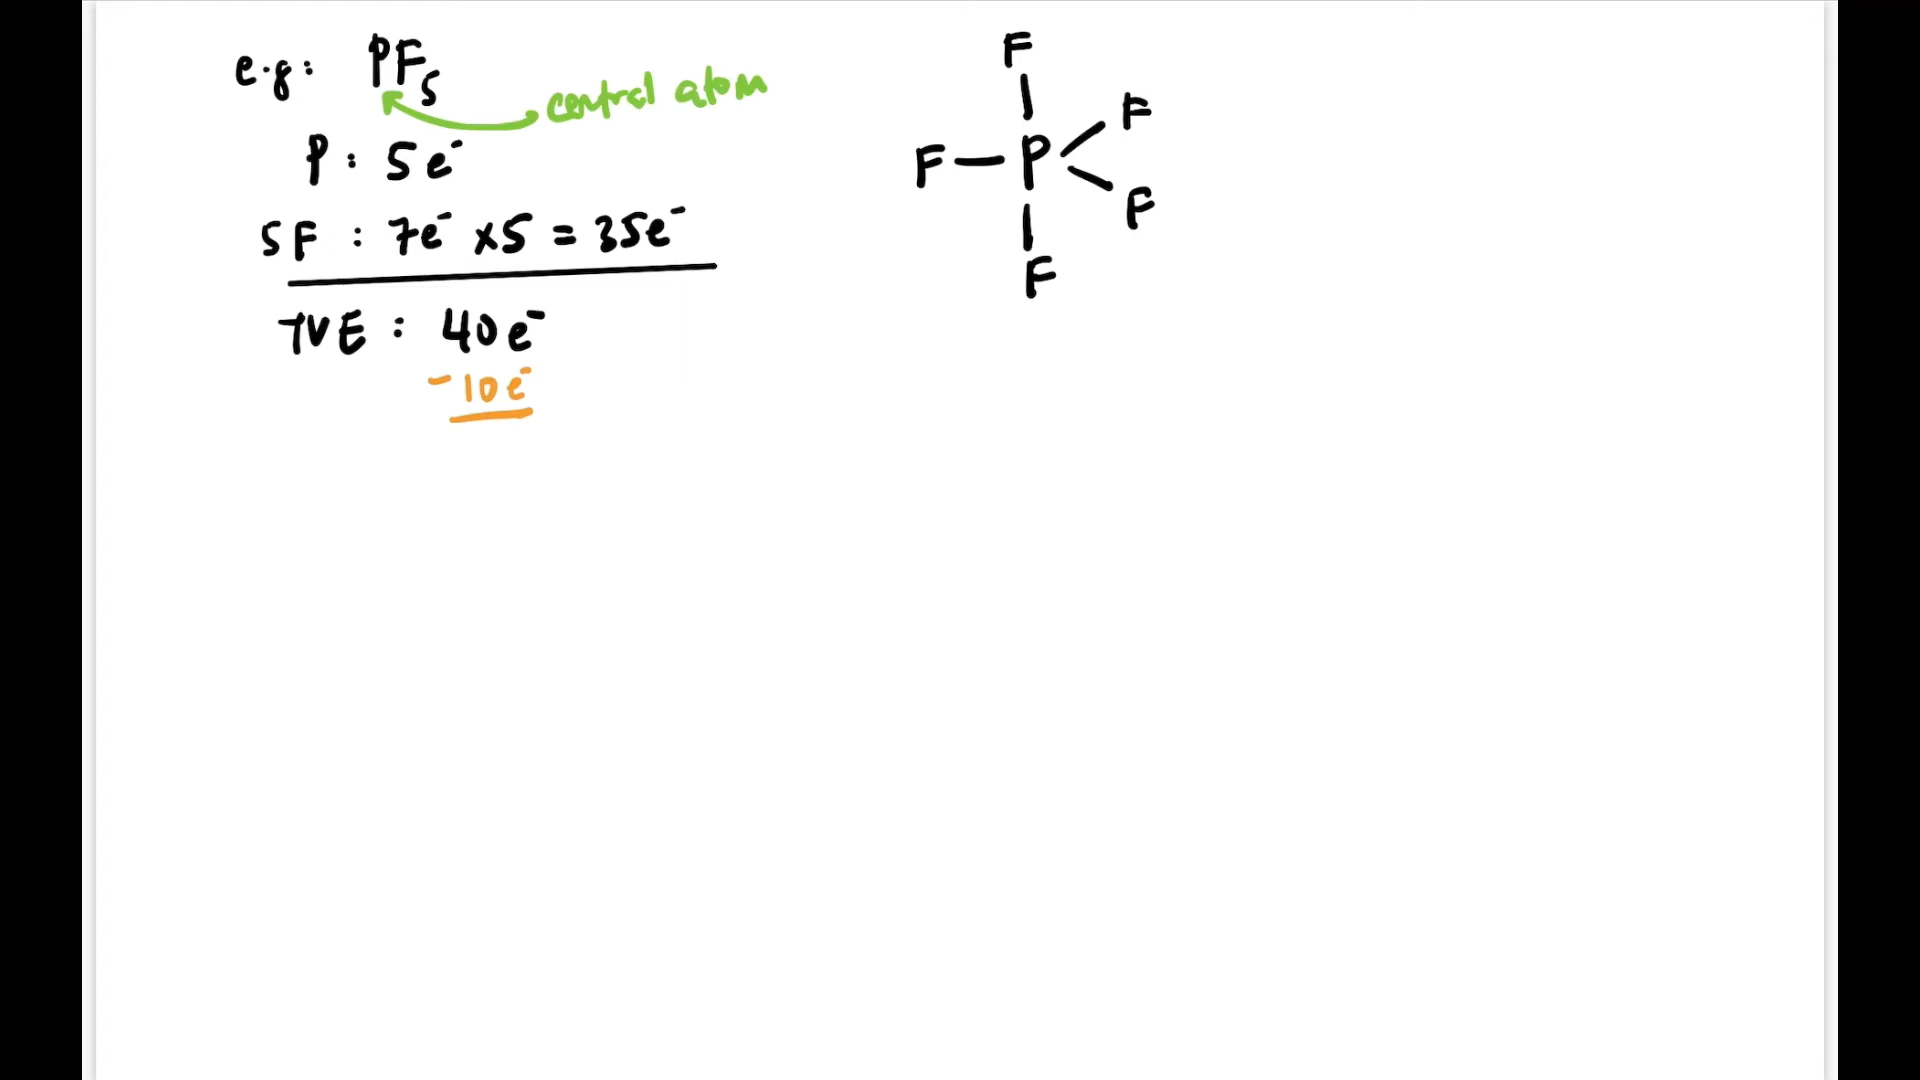 e.g: PF5
central atom
P : 5e⁻
5F : 7e⁻ x5 = 35e⁻
TVE : 40e⁻
-10e⁻
F
F
F—P
F
F